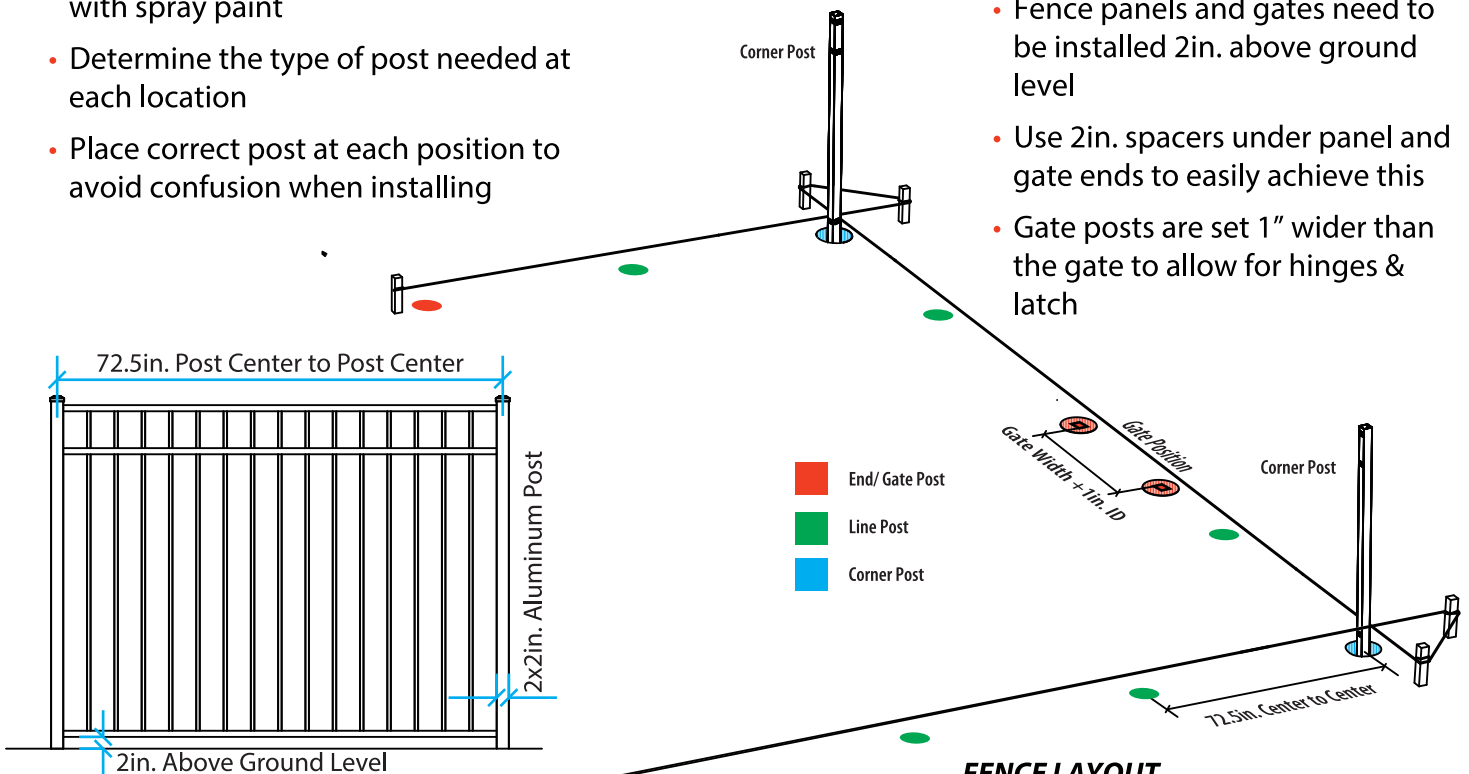 with spray paint
• Determine the type of post needed at
each location
• Place correct post at each position to
avoid confusion when installing
Corner Post
• Fence panels and gates need to
be installed 2in. above ground
level
• Use 2in. spacers under panel and
gate ends to easily achieve this
• Gate posts are set 1” wider than
the gate to allow for hinges &
latch
72.5in. Post Center to Post Center
2x2in. Aluminum Post
2in. Above Ground Level
End/ Gate Post
Line Post
Corner Post
Gate Position
Gate Width +1in. ID
Corner Post
72.5in. Center to Center
FENCE LAYOUT